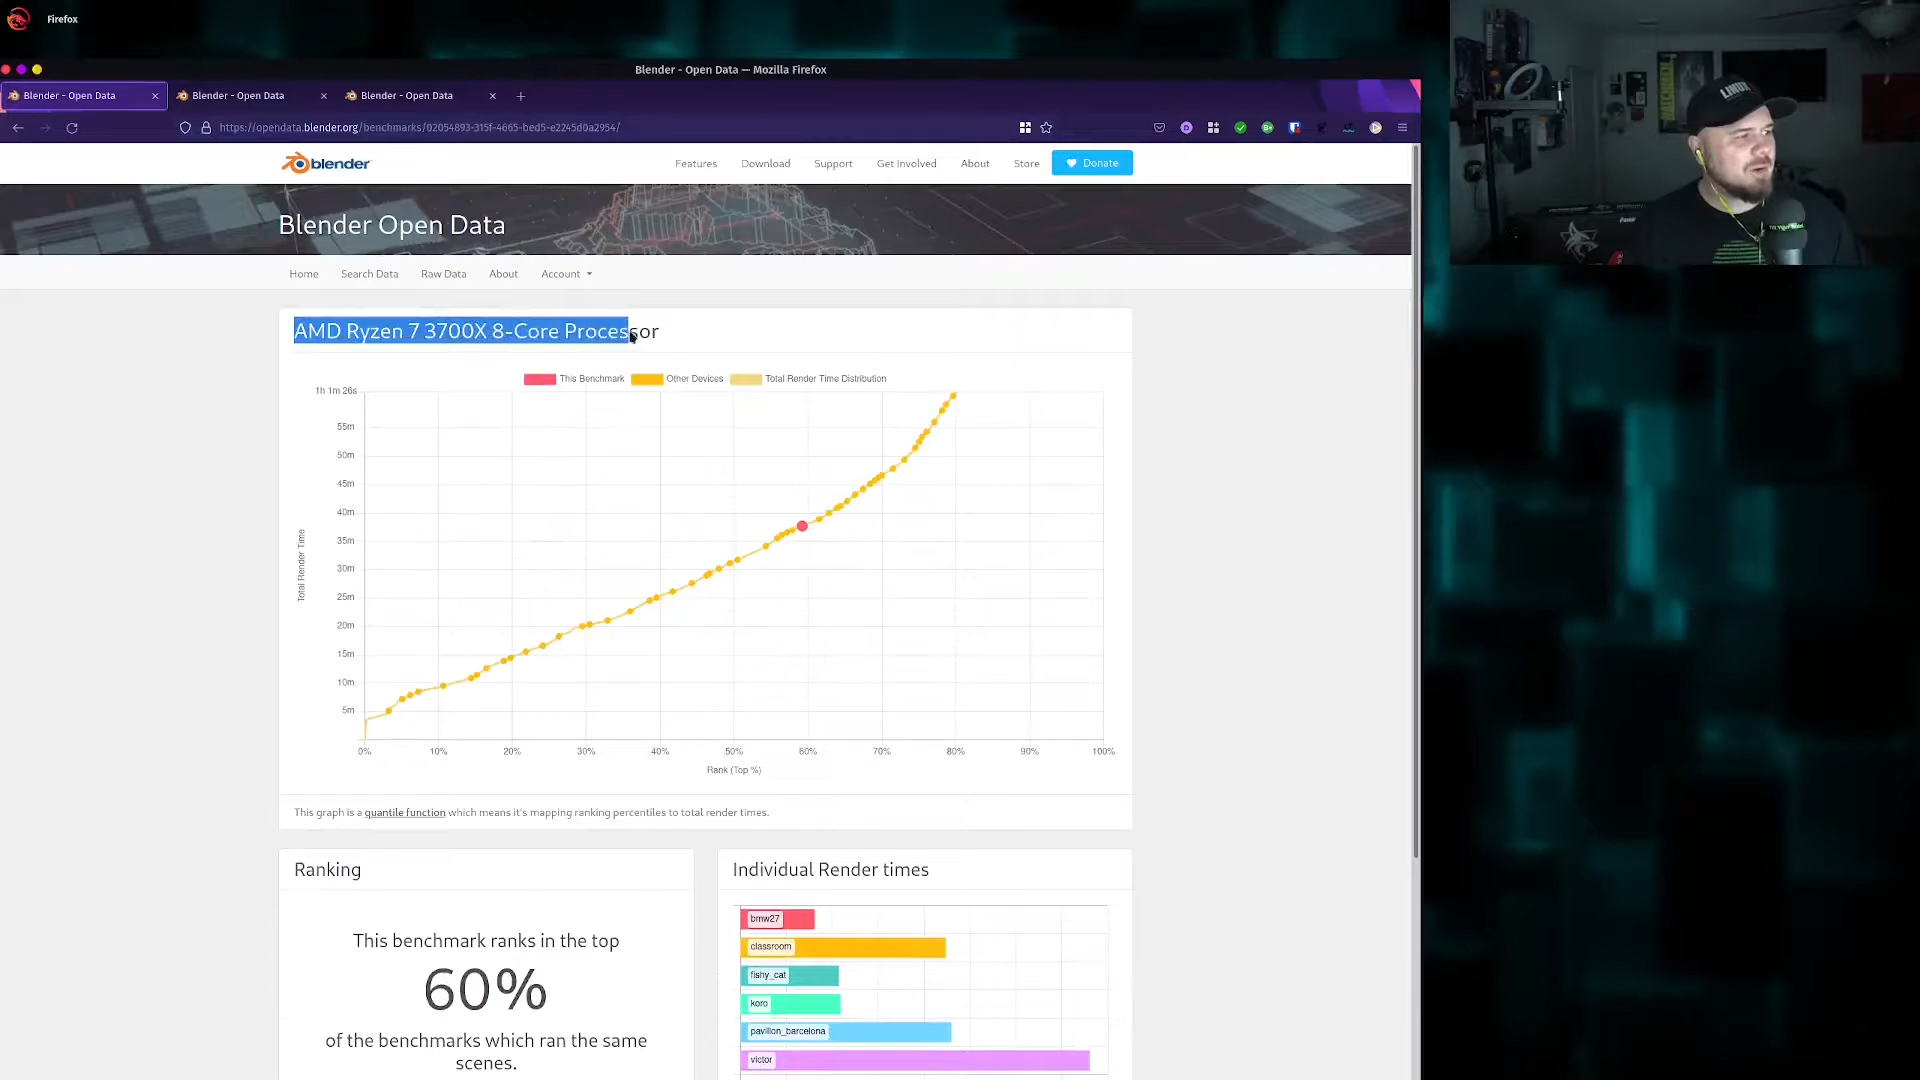 Firefox
Blender - Open Data — Mozilla Firefox
Blender - Open Data
Blender - Open Data
Blender - Open Data
https://opendata.blender.org/benchmarks/02054893-315f-4665-bed5-e2245d0a2954/
blender
Features
Download
Support
Get Involved
About
Store
Donate
Blender Open Data
Home
Search Data
Raw Data
About
Account
AMD Ryzen 7 3700X 8-Core Processor
This Benchmark
Other Devices
Total Render Time Distribution
1h 1m 26s
55m
50m
45m
40m
35m
30m
25m
20m
15m
10m
5m
Total Render Time
0%
10%
20%
30%
40%
50%
60%
70%
80%
90%
100%
Rank (Top %)
This graph is a quantile function which means it's mapping ranking percentiles to total render times.
Ranking
This benchmark ranks in the top
60%
of the benchmarks which ran the same
scenes.
Individual Render times
bmw27
classroom
fishy_cat
koro
pavillon_barcelona
victor
LINUX